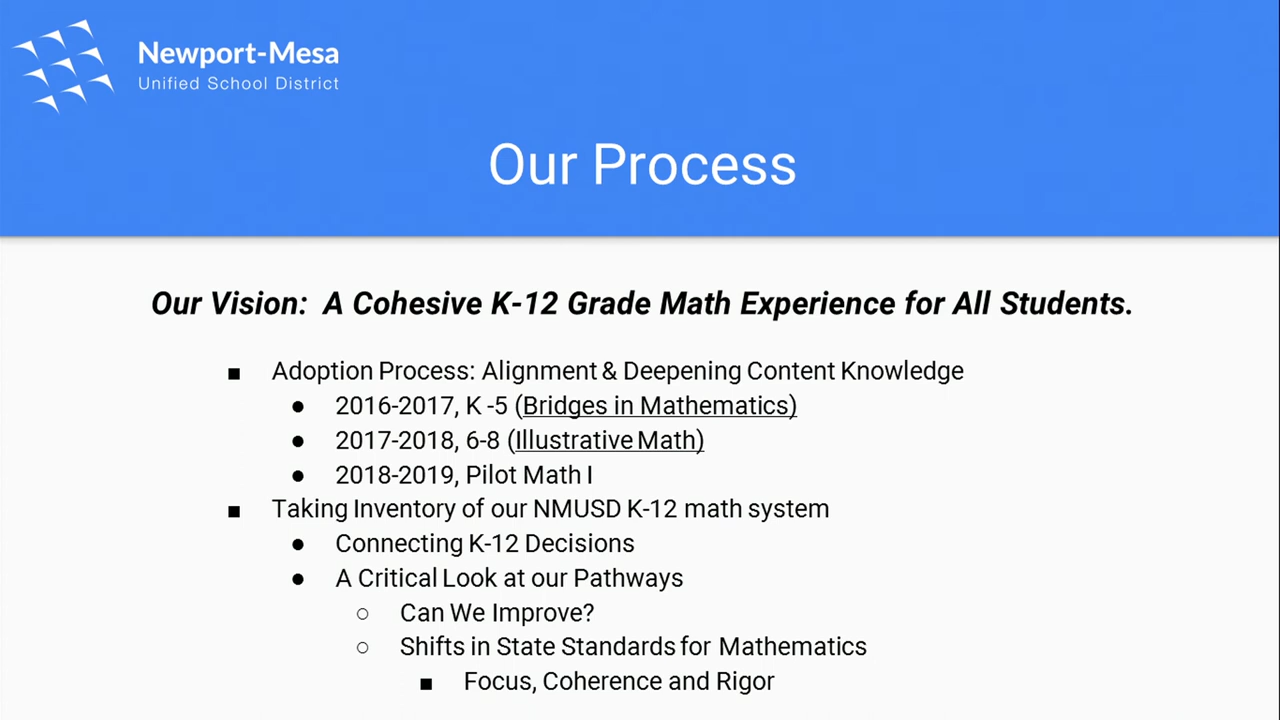 Newport-Mesa
Unified School District
Our Process
Our Vision: A Cohesive K-12 Grade Math Experience for All Students.
■ Adoption Process: Alignment & Deepening Content Knowledge
● 2016-2017, K -5 (Bridges in Mathematics)
● 2017-2018, 6-8 (Illustrative Math)
● 2018-2019, Pilot Math I
■ Taking Inventory of our NMUSD K-12 math system
● Connecting K-12 Decisions
● A Critical Look at our Pathways
○ Can We Improve?
○ Shifts in State Standards for Mathematics
■ Focus, Coherence and Rigor